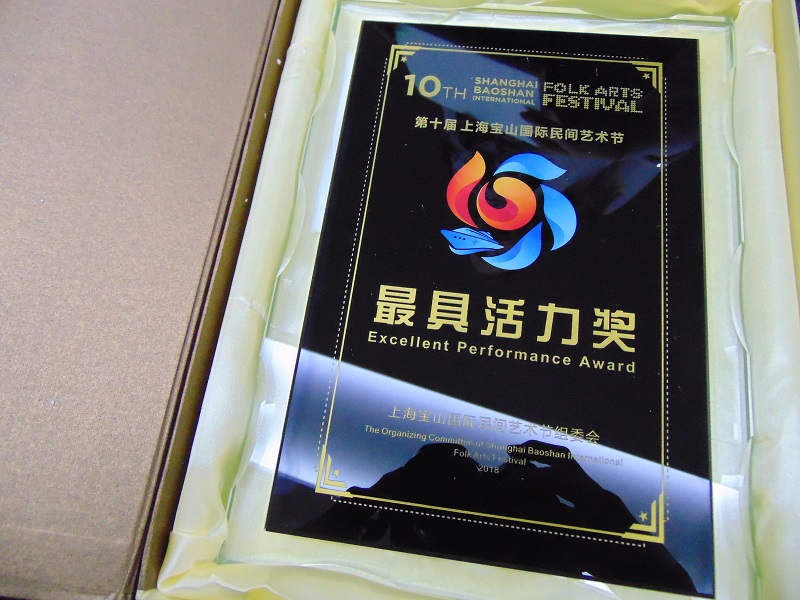 10TH SHANGHAI BAOSHAN INTERNATIONAL FOLK ARTS FESTIVAL
第十届 上海宝山国际民间艺术节
最具活力奖
Excellent Performance Award
上海宝山国际民间艺术节组委会
The Organizing Committee of Shanghai Baoshan International
Folk Arts Festival
2018